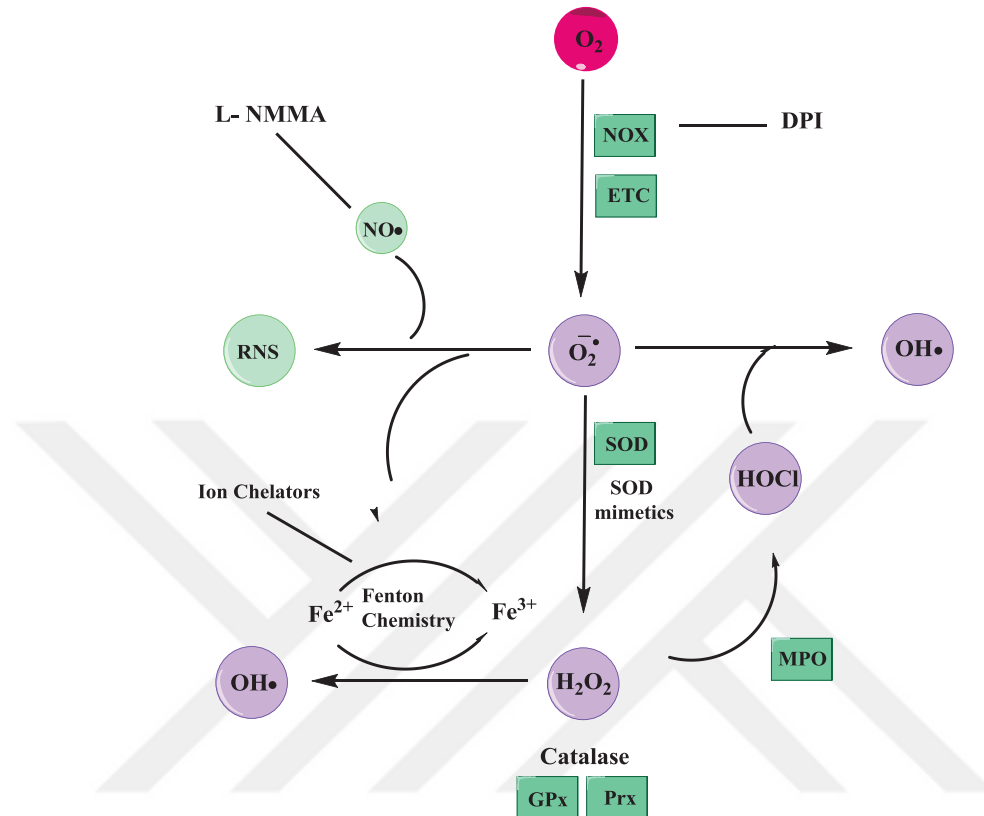 O₂
L- NMMA
NOX
DPI
ETC
NO•
RNS
O₂⁻•
OH•
SOD
HOCl
Ion Chelators
SOD
mimetics
Fe²⁺
Fenton
Chemistry
Fe³⁺
MPO
OH•
H₂O₂
Catalase
GPx
Prx